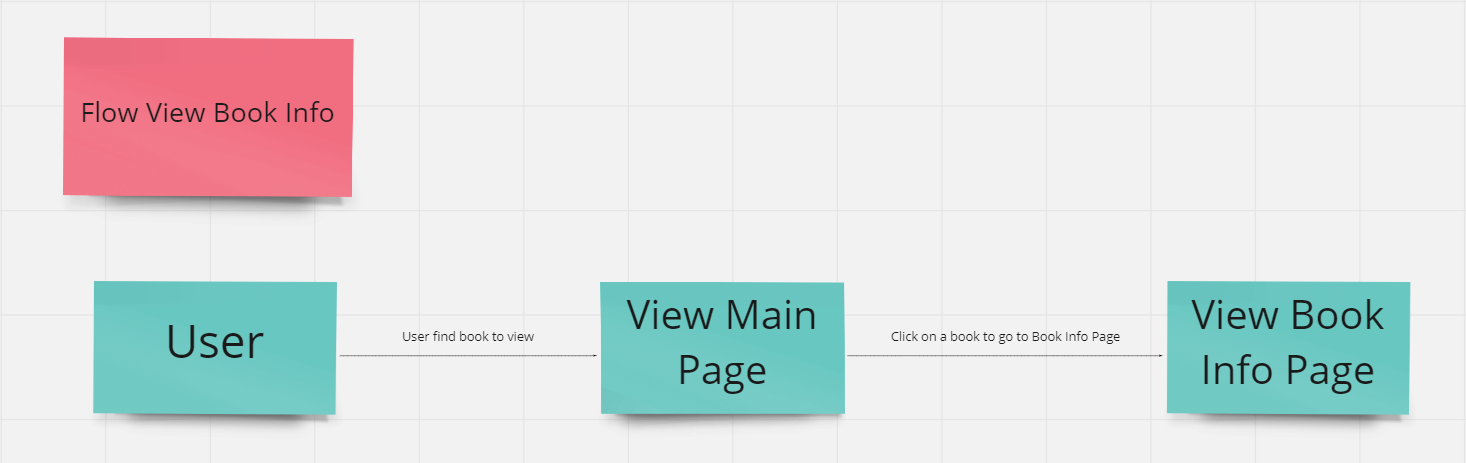 Flow View Book Info
User
User find book to view
View Main
Page
Click on a book to go to Book Info Page
View Book
Info Page